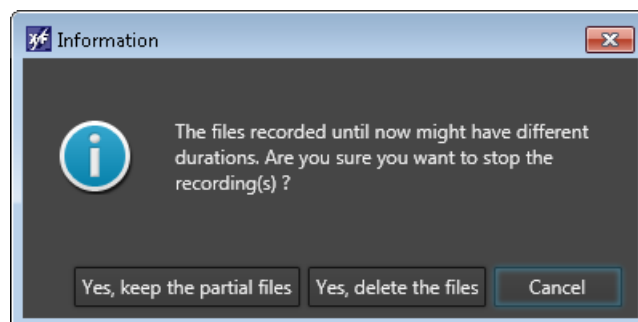 Information
The files recorded until now might have different
durations. Are you sure you want to stop the
recording(s) ?
Yes, keep the partial files Yes, delete the files Cancel